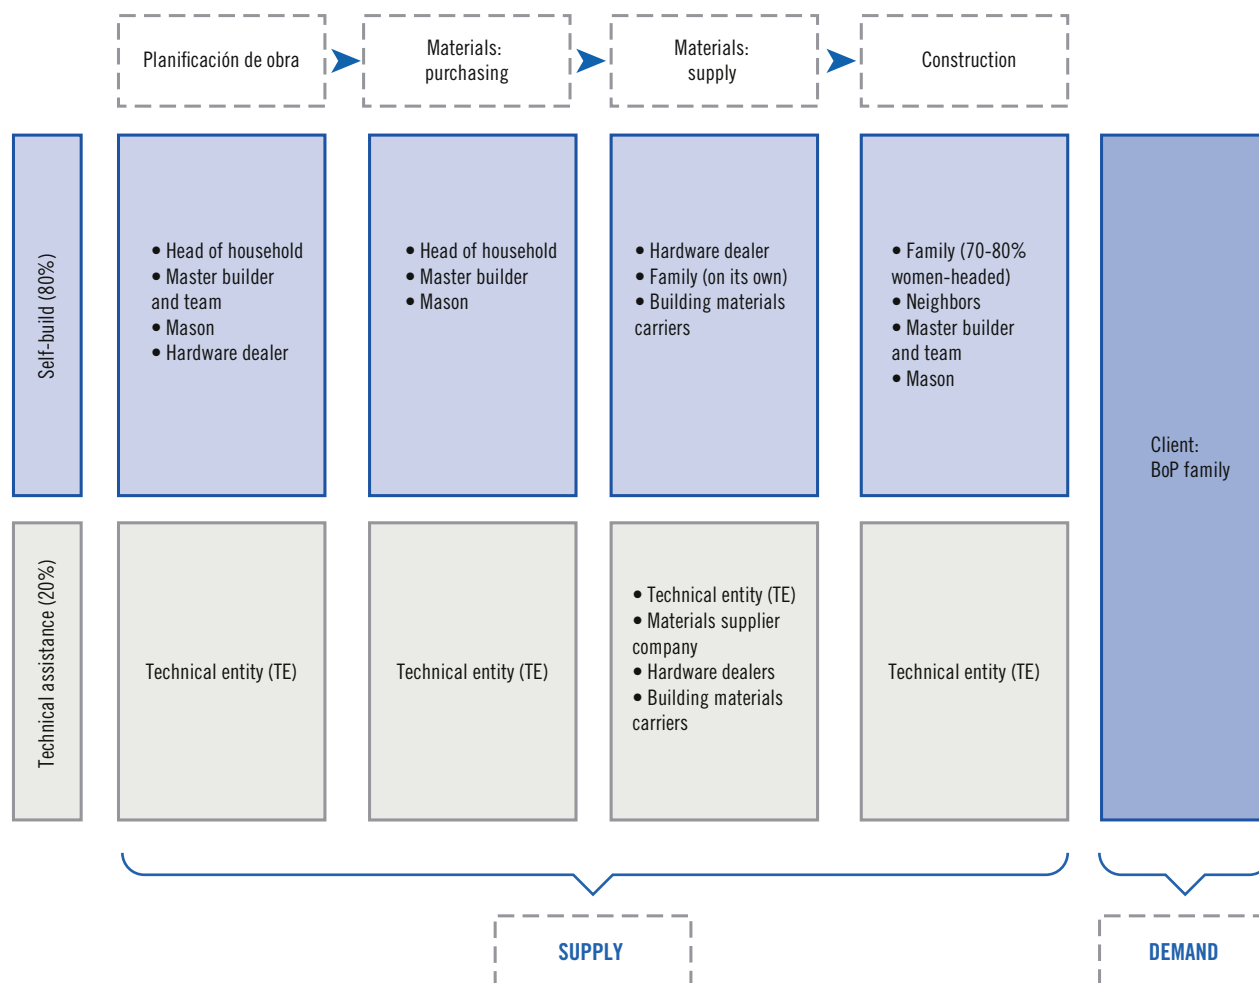 Planificación de obra
Materials:
purchasing
Materials:
supply
Construction
Self-build (80%)
• Head of household
• Master builder
and team
• Mason
• Hardware dealer
• Head of household
• Master builder
• Mason
• Hardware dealer
• Family (on its own)
• Building materials
carriers
• Family (70-80%
women-headed)
• Neighbors
• Master builder
and team
• Mason
Client:
BoP family
Technical assistance (20%)
Technical entity (TE)
Technical entity (TE)
• Technical entity (TE)
• Materials supplier
company
• Hardware dealers
• Building materials
carriers
Technical entity (TE)
SUPPLY
DEMAND